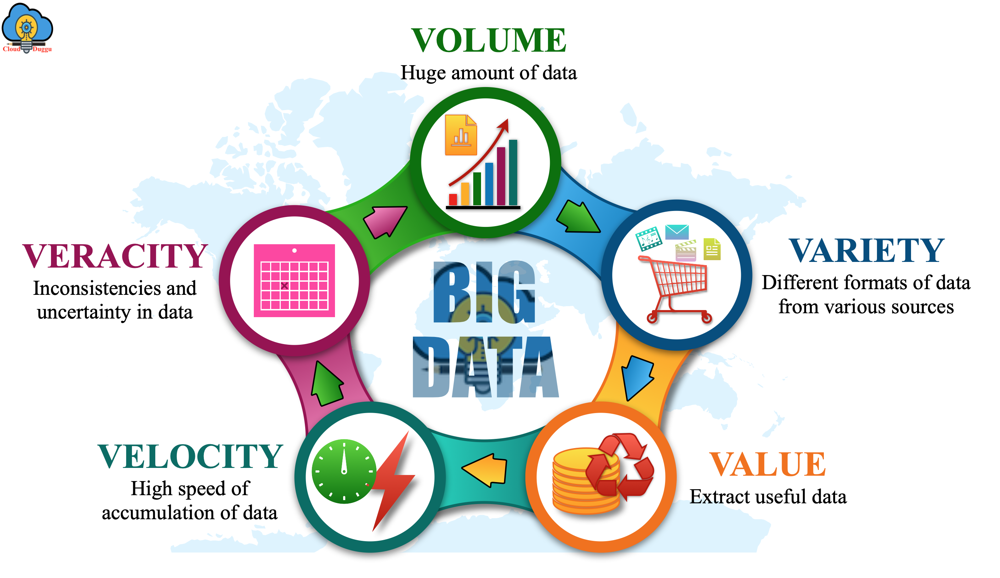 Cloud Duggu
VOLUME
Huge amount of data
VERACITY
Inconsistencies and
uncertainty in data
BIG
DATA
VARIETY
Different formats of data
from various sources
VELOCITY
High speed of
accumulation of data
VALUE
Extract useful data